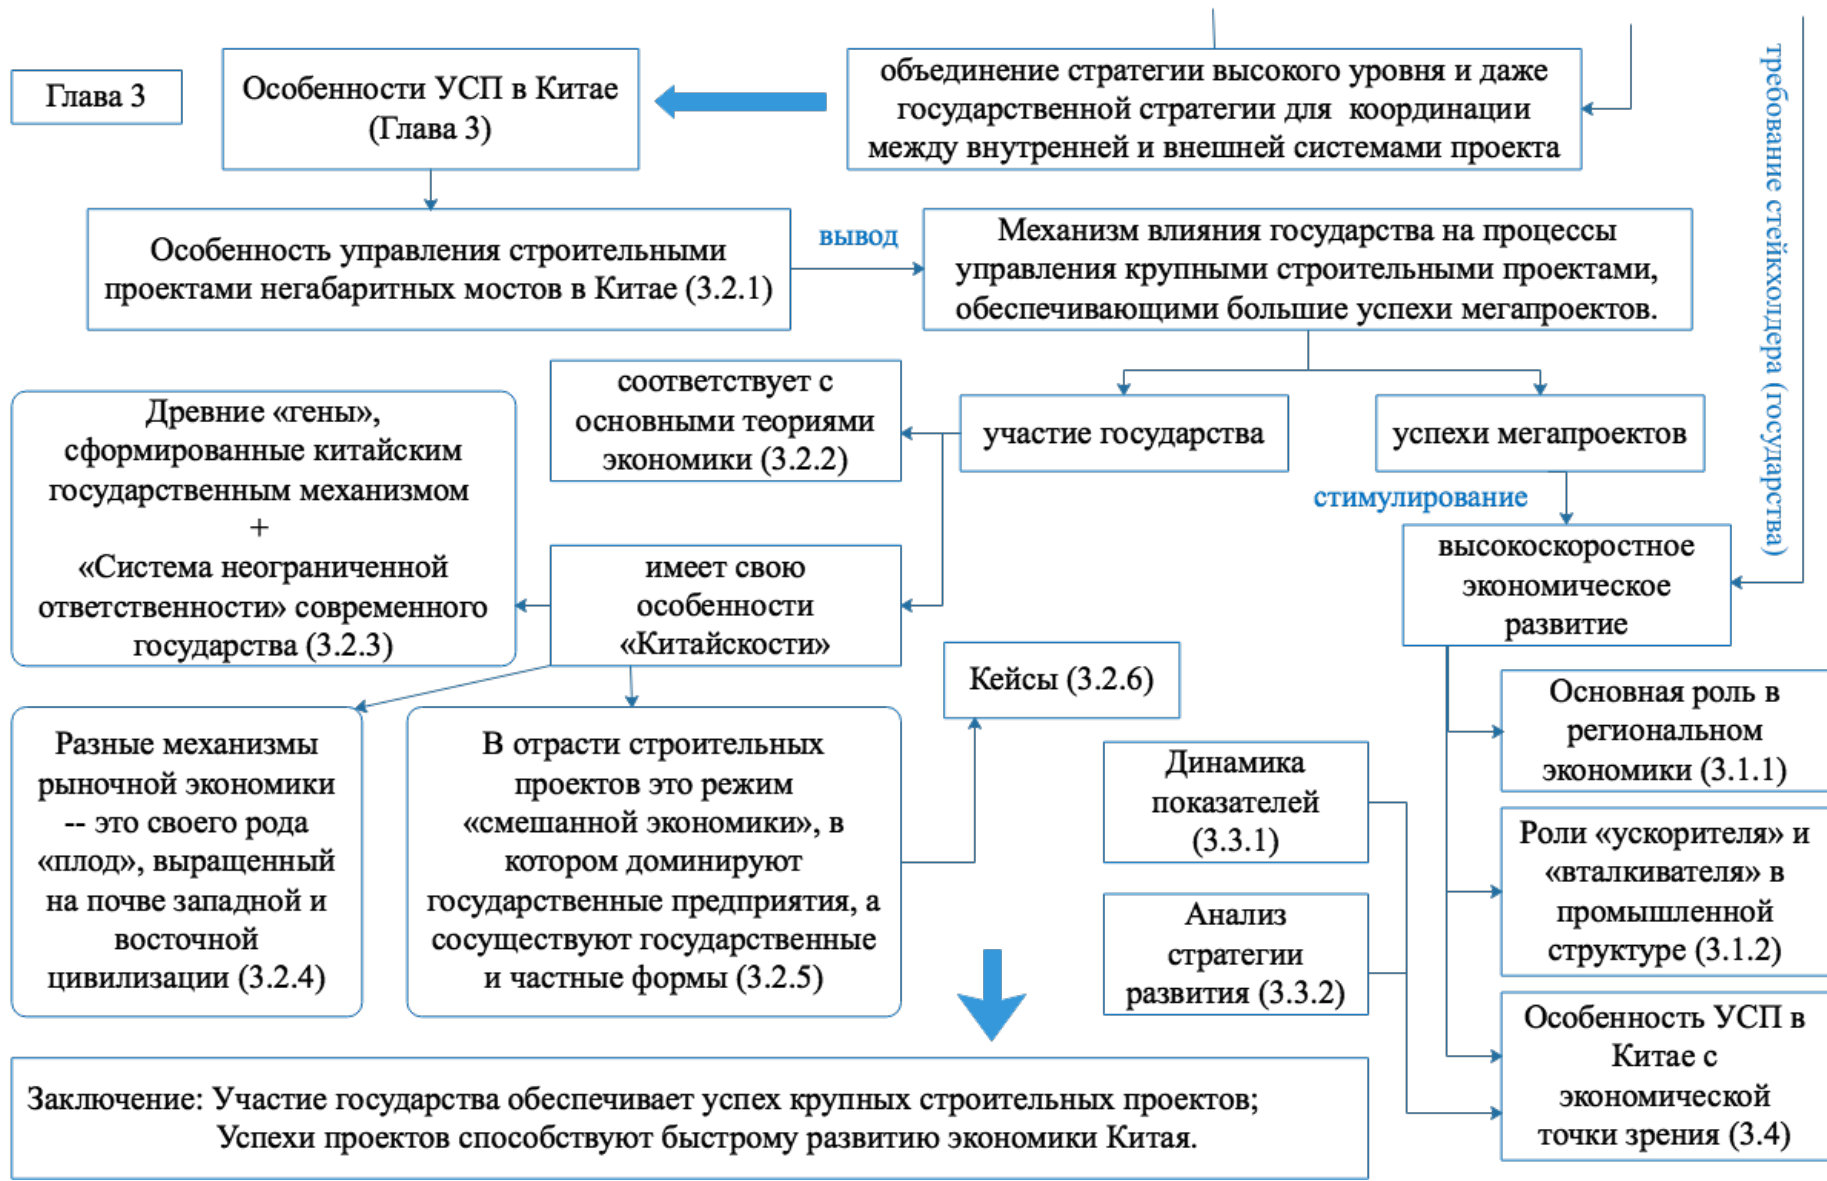 Глава 3
Особенности УСП в Китае
(Глава 3)
объединение стратегии высокого уровня и даже
государственной стратегии для координации
между внутренней и внешней системами проекта
требование стейкхолдера (государства)
Особенность управления строительными
проектами негабаритных мостов в Китае (3.2.1)
вывод
Механизм влияния государства на процессы
управления крупными строительными проектами,
обеспечивающими большие успехи мегапроектов.
соответствует с
основными теориями
экономики (3.2.2)
участие государства
успехи мегапроектов
стимулирование
высокоскоростное
экономическое
развитие
Древние «гены»,
сформированные китайским
государственным механизмом
+
«Система неограниченной
ответственности» современного
государства (3.2.3)
имеет свою
особенности
«Китайскости»
Кейсы (3.2.6)
Разные механизмы
рыночной экономики
-- это своего рода
«плод», выращенный
на почве западной и
восточной
цивилизации (3.2.4)
В отрасти строительных
проектов это режим
«смешанной экономики», в
котором доминируют
государственные предприятия, а
сосуществуют государственные
и частные формы (3.2.5)
Динамика
показателей
(3.3.1)
Анализ
стратегии
развития (3.3.2)
Основная роль в
региональном
экономики (3.1.1)
Роли «ускорителя» и
«вталкивателя» в
промышленной
структуре (3.1.2)
Особенность УСП в
Китае с
экономической
точки зрения (3.4)
Заключение: Участие государства обеспечивает успех крупных строительных проектов;
Успехи проектов способствуют быстрому развитию экономики Китая.